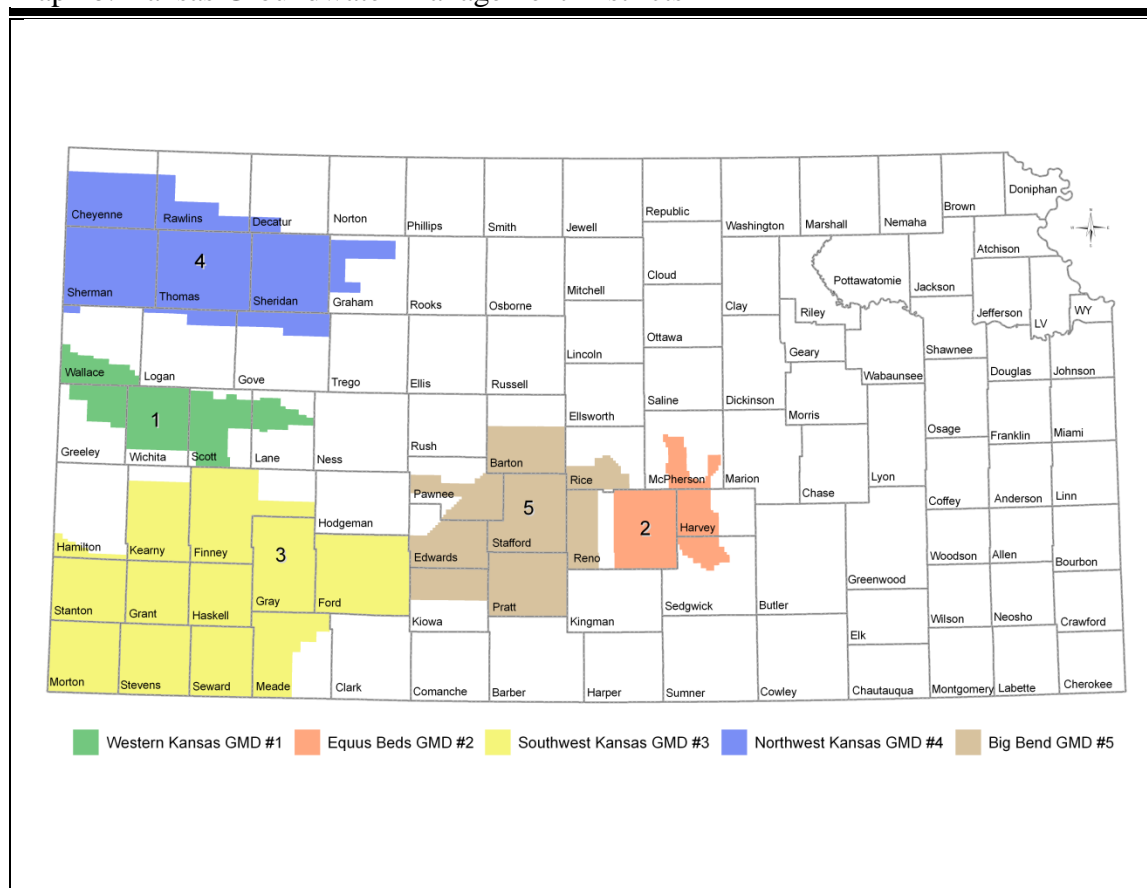 Cheyenne
Rawlins
Decatur
Norton
Phillips
Smith
Jewell
Republic
Washington
Marshall
Nemaha
Brown
Doniphan
Atchison
Sherman
4
Thomas
Sheridan
Graham
Rooks
Osborne
Mitchell
Cloud
Clay
Riley
Pottawatomie
Jackson
Jefferson
LV
WY
Wallace
Logan
Gove
Trego
Ellis
Russell
Lincoln
Ottawa
Saline
Dickinson
Geary
Wabaunsee
Shawnee
Douglas
Johnson
Greeley
1
Wichita
Scott
Lane
Ness
Rush
Barton
Ellsworth
Rice
McPherson
Marion
Morris
Chase
Lyon
Osage
Franklin
Miami
Hamilton
Kearny
Finney
3
Hodgeman
Pawnee
5
Stafford
Edwards
Reno
2
Harvey
Coffey
Anderson
Linn
Stanton
Grant
Haskell
Gray
Ford
Kiowa
Pratt
Kingman
Sedgwick
Butler
Greenwood
Woodson
Allen
Bourbon
Morton
Stevens
Seward
Meade
Clark
Comanche
Barber
Harper
Sumner
Cowley
Elk
Chautauqua
Wilson
Neosho
Crawford
Montgomery
Labette
Cherokee
Western Kansas GMD #1
Equus Beds GMD #2
Southwest Kansas GMD #3
Northwest Kansas GMD #4
Big Bend GMD #5